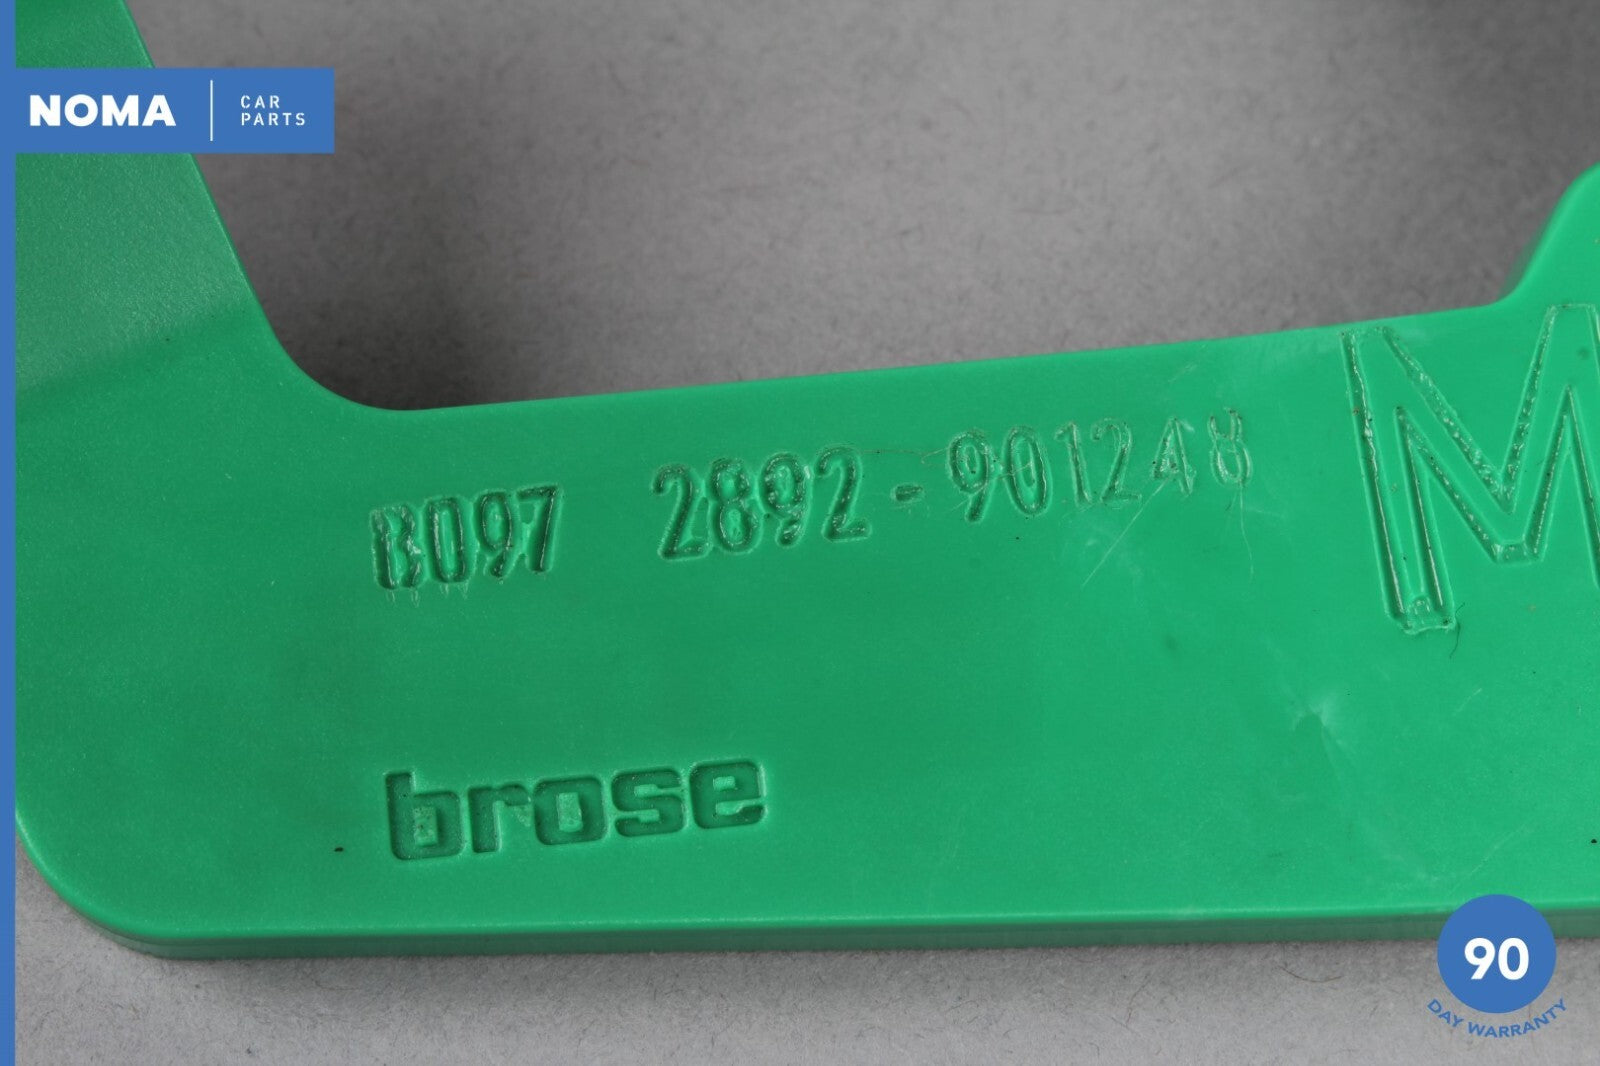 NOMA
CAR
PARTS
B097 2892-901248
M
brose
90
DAY WARRANTY